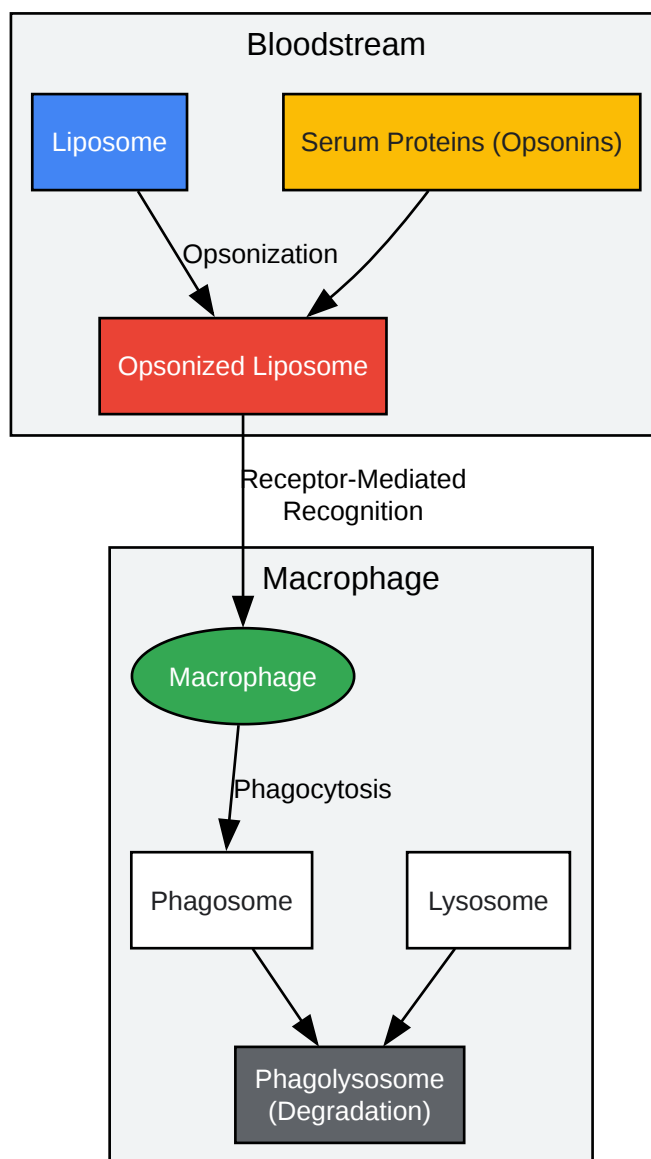 Bloodstream
Liposome
Serum Proteins (Opsonins)
Opsonization
Opsonized Liposome
Receptor-Mediated
Recognition
Macrophage
Macrophage
Phagocytosis
Phagosome
Lysosome
Phagolysosome
(Degradation)